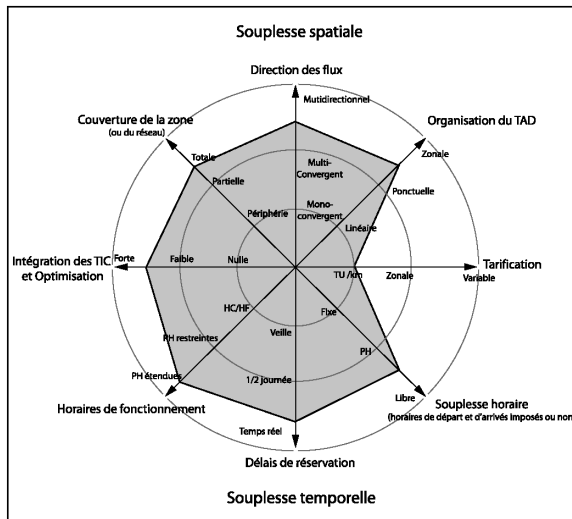 Souplesse spatiale
Direction des flux
Mutidirectionnel
Couverture de la zone
(ou du réseau)
Organisation du TAD
Totale
Zonale
Multi-
Convergent
Partielle
Ponctuelle
Mono-
convergent
Périphérie
Linéaire
Intégration des TIC
et Optimisation
Forte
Faible
Nulle
TU /km
Zonale
Variable
Tarification
HC/HF
Fixe
Veille
PH restreintes
PH
PH étendues
1/2 journée
Libre
Horaires de fonctionnement
Souplesse horaire
(horaires de départ et d'arrivés imposés ou non
Temps réel
Délais de réservation
Souplesse temporelle